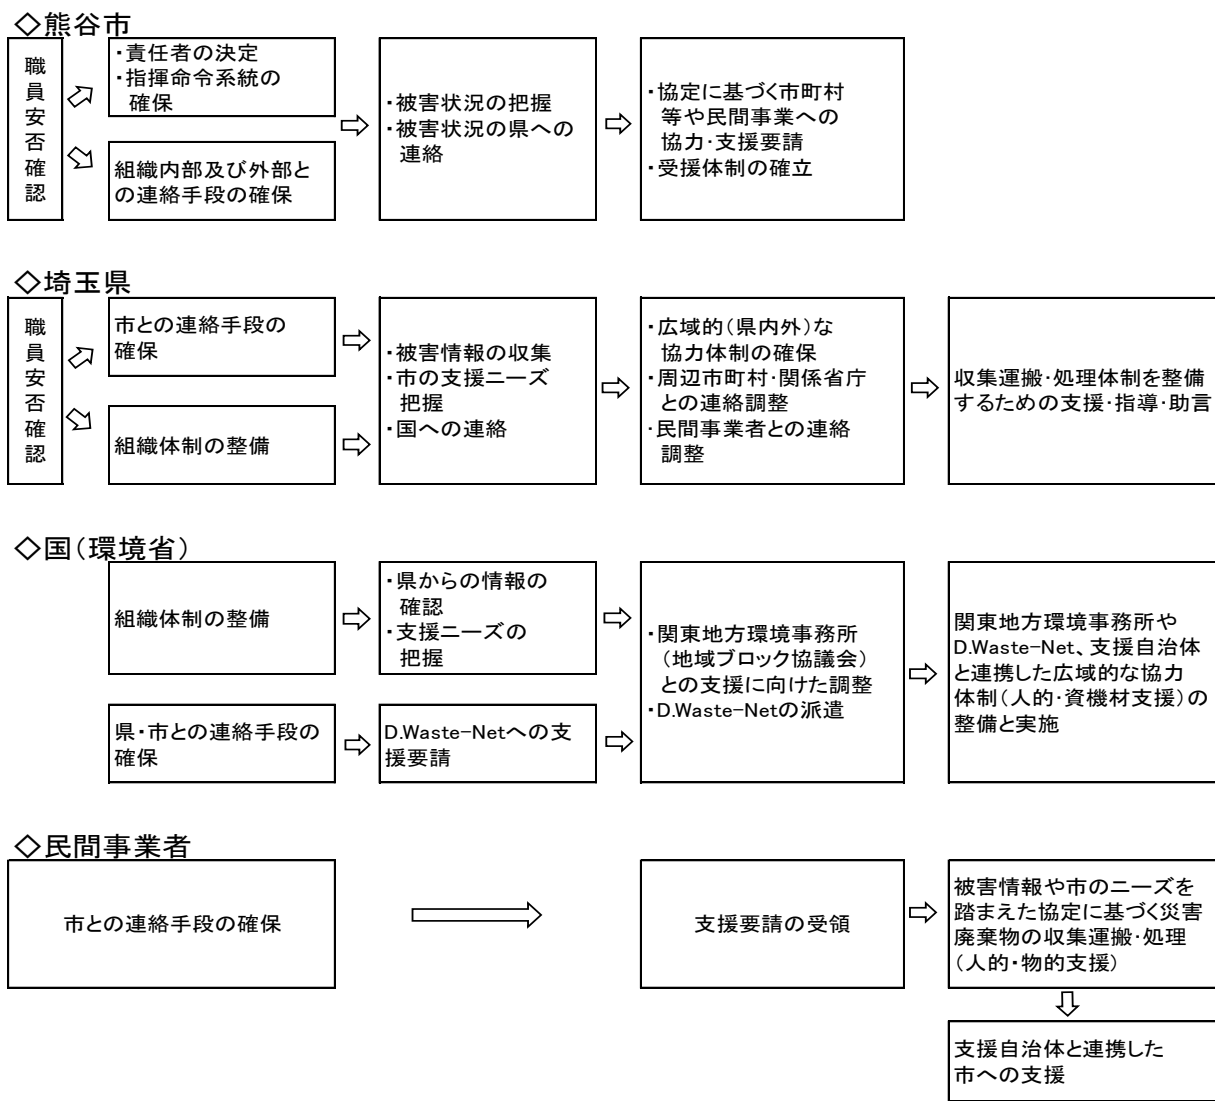 ◇熊谷市
職員安否確認
・責任者の決定
・指揮命令系統の
確保
組織内部及び外部と
の連絡手段の確保
・被害状況の把握
・被害状況の県への
連絡
・協定に基づく市町村
等や民間事業への
協力・支援要請
・受援体制の確立
◇埼玉県
職員安否確認
市との連絡手段の
確保
組織体制の整備
・被害情報の収集
・市の支援ニーズ
把握
・国への連絡
・広域的(県内外)な
協力体制の確保
・周辺市町村・関係省庁
との連絡調整
・民間事業者との連絡
調整
収集運搬・処理体制を整備
するための支援・指導・助言
◇国(環境省)
組織体制の整備
県・市との連絡手段の
確保
・県からの情報の
確認
・支援ニーズの
把握
D.Waste-Netへの支
援要請
・関東地方環境事務所
(地域ブロック協議会)
との支援に向けた調整
・D.Waste-Netの派遣
関東地方環境事務所や
D.Waste-Net、支援自治体
と連携した広域的な協力
体制(人的・資機材支援)の
整備と実施
◇民間事業者
市との連絡手段の確保
支援要請の受領
被害情報や市のニーズを
踏まえた協定に基づく災害
廃棄物の収集運搬・処理
(人的・物的支援)
支援自治体と連携した
市への支援